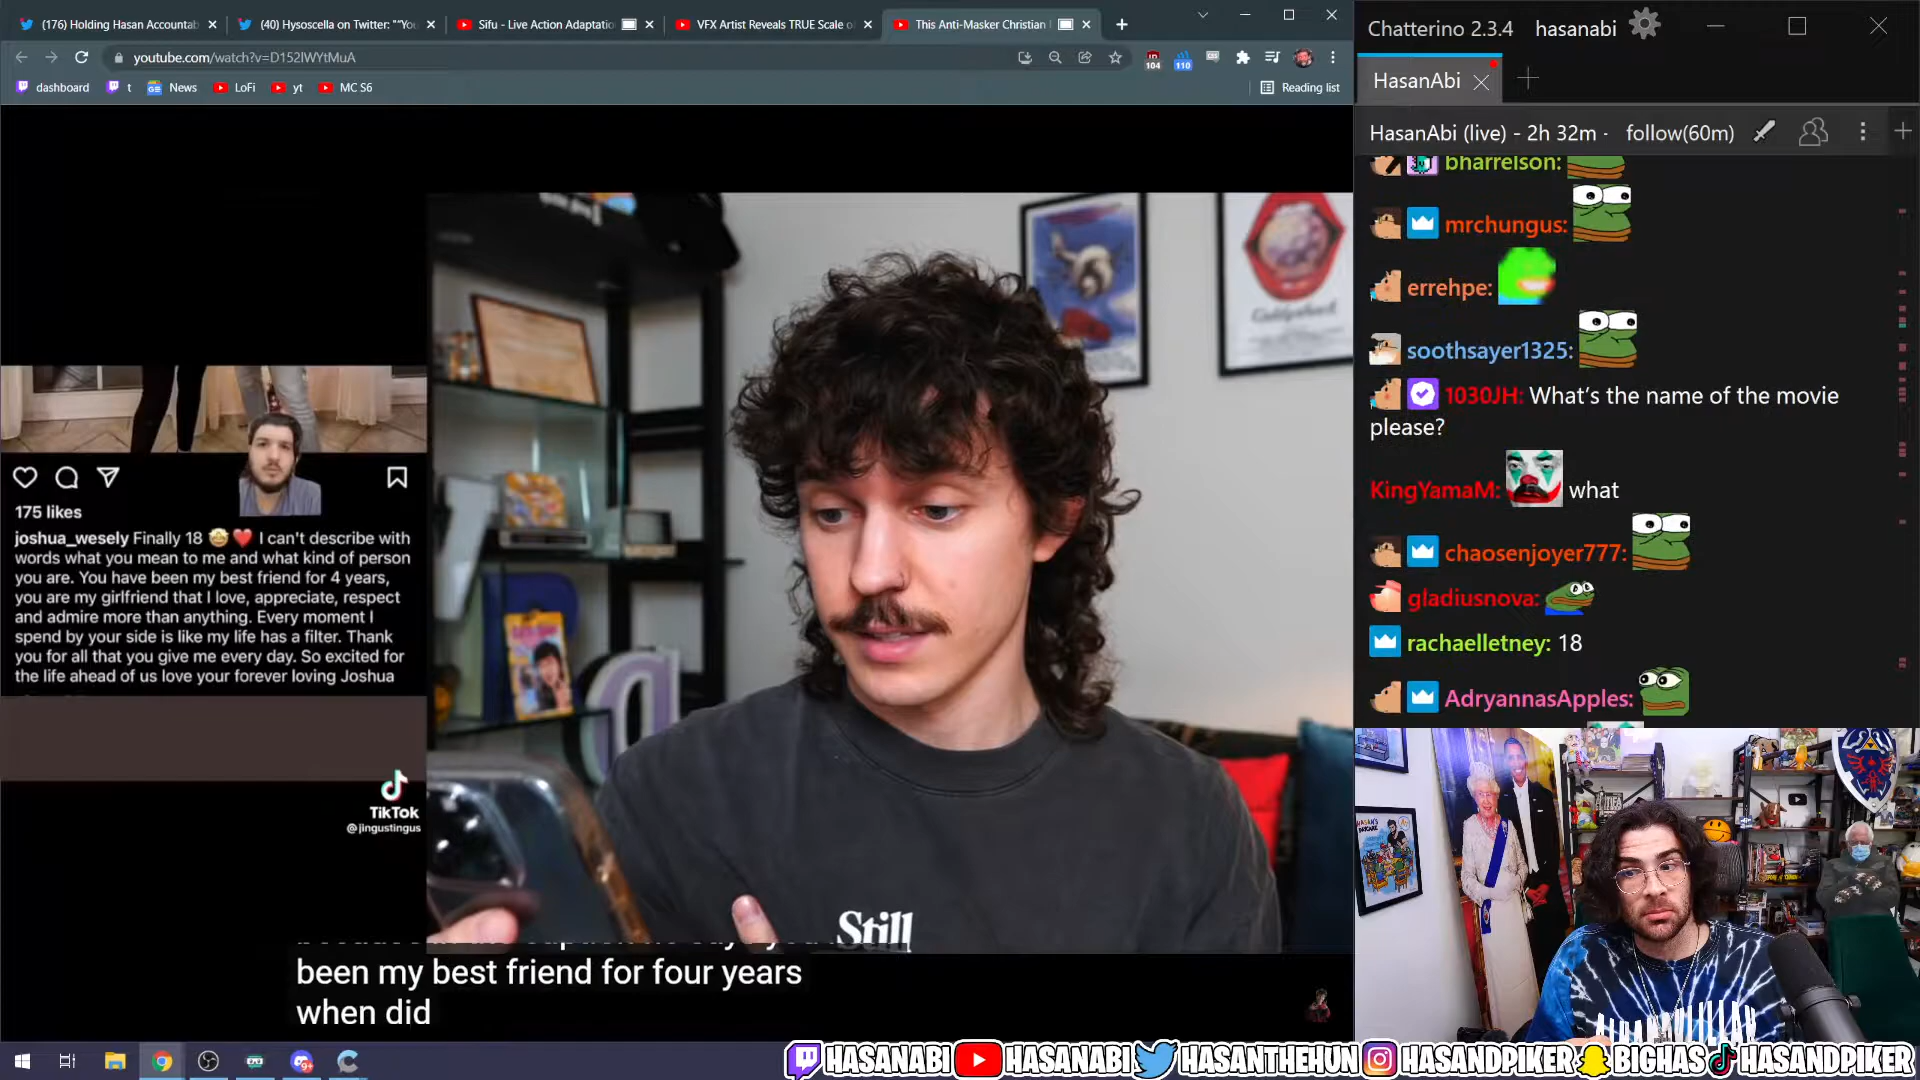 (176) Holding Hasan Accountab
(40) Hysoscella on Twitter: "“Yo
Sifu - Live Action Adaptatio
VFX Artist Reveals TRUE Scale o
This Anti-Masker Christian
youtube.com/watch?v=D152lWYtMuA
104
110
dashboard
t
News
LoFi
yt
MC S6
Reading list
Chatterino 2.3.4
hasanabi
HasanAbi
HasanAbi (live) - 2h 32m -
follow(60m)
bharrelson:
mrchungus:
errehpe:
soothsayer1325:
1030JH: What’s the name of the movie
please?
KingYamaM: what
chaosenjoyer777:
gladiusnova:
rachaelletney: 18
AdryannasApples:
175 likes
joshua_wesely Finally 18 🤩 ❤️ I can't describe with
words what you mean to me and what kind of person
you are. You have been my best friend for 4 years,
you are my girlfriend that I love, appreciate, respect
and admire more than anything. Every moment I
spend by your side is like my life has a filter. Thank
you for all that you give me every day. So excited for
the life ahead of us love your forever loving Joshua
TikTok
@jingustingus
Still
been my best friend for four years
when did
HASANABI
HASANABI
HASANTHEHUN
HASANDPIKER
BIGHAS
HASANDPIKER